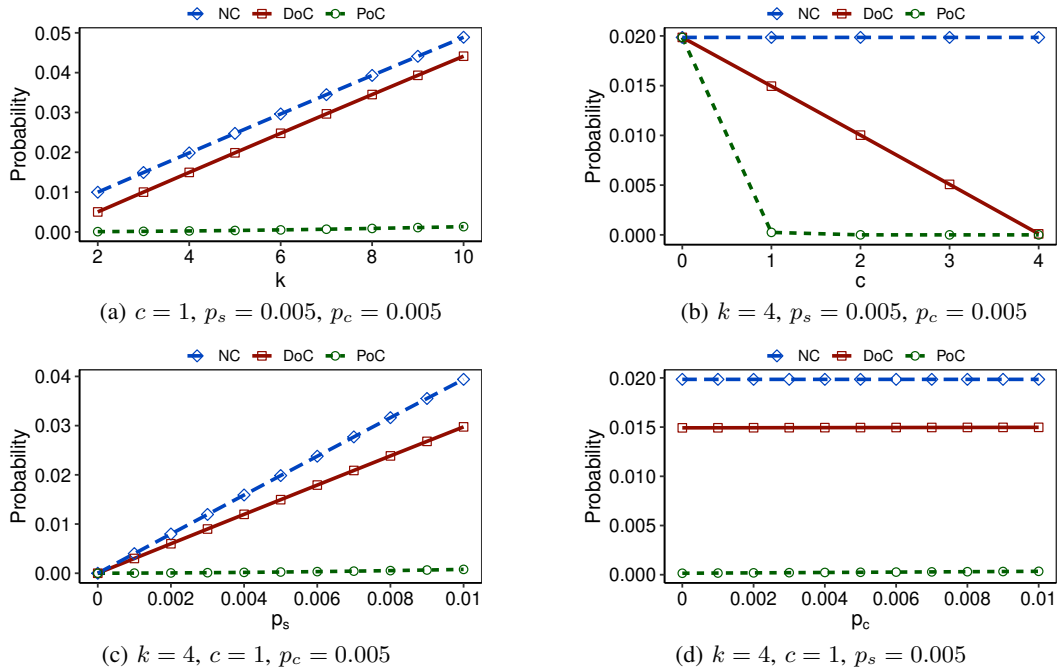 NC DoC PoC
0.05
0.04
0.03
0.02
0.01
0.00
Probability
2 4 6 8 10
k
(a) c = 1, p_s = 0.005, p_c = 0.005
NC DoC PoC
0.020
0.015
0.010
0.005
0.000
Probability
0 1 2 3 4
c
(b) k = 4, p_s = 0.005, p_c = 0.005
NC DoC PoC
0.04
0.03
0.02
0.01
0.00
Probability
0 0.002 0.004 0.006 0.008 0.01
p_s
(c) k = 4, c = 1, p_c = 0.005
NC DoC PoC
0.020
0.015
0.010
0.005
0.000
Probability
0 0.002 0.004 0.006 0.008 0.01
p_c
(d) k = 4, c = 1, p_s = 0.005